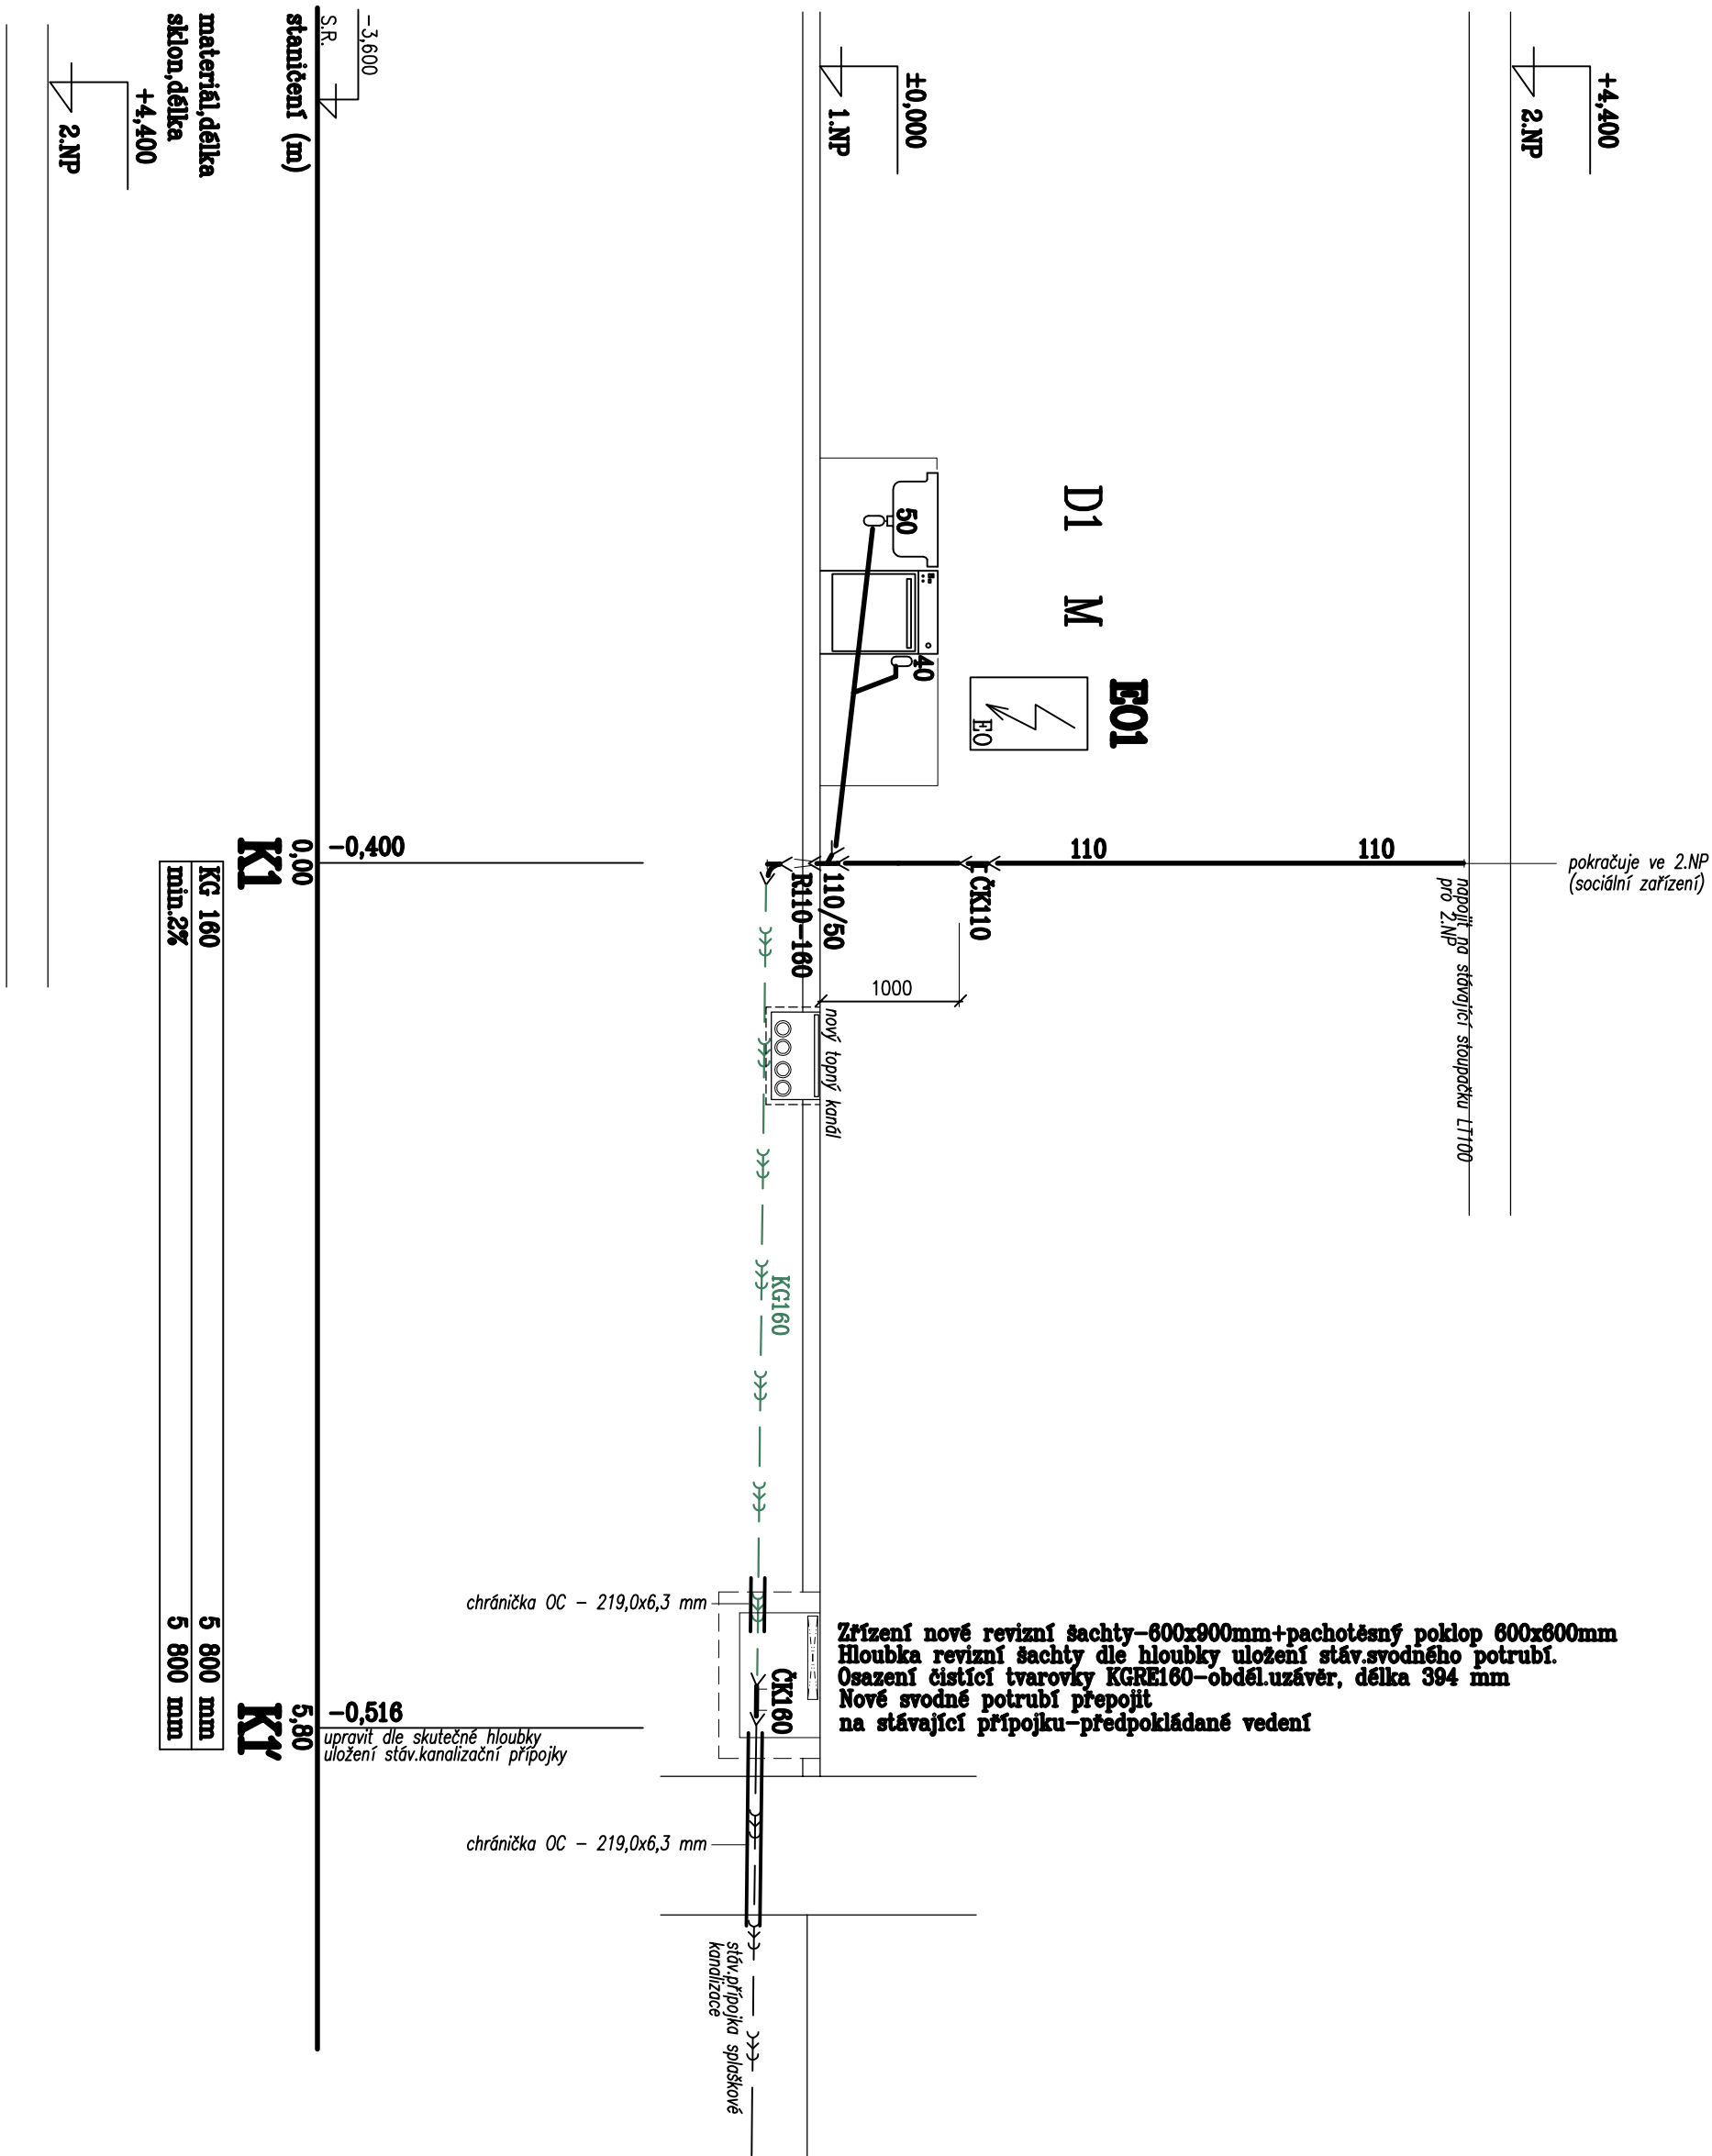 +4,400
2.NP
pokračuje ve 2.NP
(sociální zařízení)
napojit na stávající stoupačku LT100
pro 2.NP
110
110
D1
M
EO1
EO
±0,000
1.NP
50
40
ČK110
110/50
R110-160
1000
nový topný kanál
KG160
Zřízení nové revizní šachty-600x900mm+pachotěsný poklop 600x600mm
Hloubka revizní šachty dle hloubky uložení stáv.svodného potrubí.
Osazení čistící tvarovky KGRE160-obděl.uzávěr, délka 394 mm
Nové svodné potrubí přepojit
na stávající přípojku-předpokládané vedení
ČK160
chránička OC - 219,0x6,3 mm
chránička OC - 219,0x6,3 mm
stáv.přípojka splaškové
kanalizace
-3,600
S.R.
-0,400
-0,516
upravit dle skutečné hloubky
uložení stáv.kanalizační přípojky
staničení (m)
0,00
5,80
K1
K1'
materiál,délka
KG 160
5 800 mm
sklon,délka
min.2%
5 800 mm
+4,400
2.NP